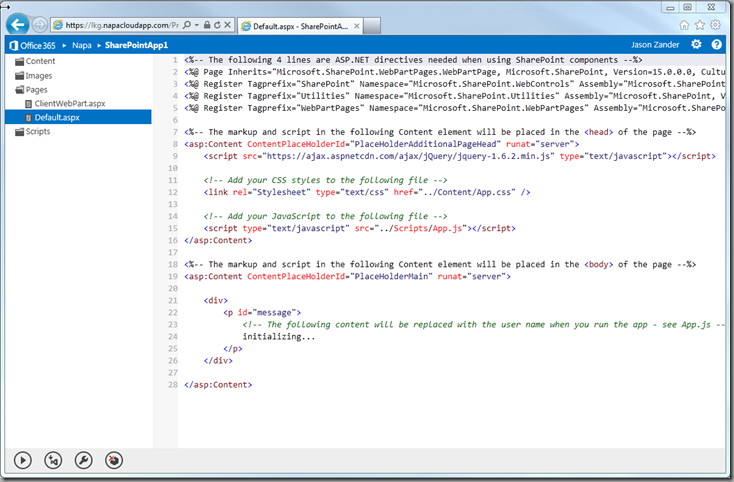 https://lkg.napacloudapp.com/Pr
Default.aspx - SharePointA...
Office 365
Napa
SharePointApp1
Jason Zander
Content
Images
Pages
ClientWebPart.aspx
Default.aspx
Scripts
1 <%-- The following 4 lines are ASP.NET directives needed when using SharePoint components --%>
2 <%@ Page Inherits="Microsoft.SharePoint.WebPartPages.WebPartPage, Microsoft.SharePoint, Version=15.0.0.0, Cultu
3 <%@ Register Tagprefix="SharePoint" Namespace="Microsoft.SharePoint.WebControls" Assembly="Microsoft.SharePoint
4 <%@ Register Tagprefix="Utilities" Namespace="Microsoft.SharePoint.Utilities" Assembly="Microsoft.SharePoint, V
5 <%@ Register Tagprefix="WebPartPages" Namespace="Microsoft.SharePoint.WebPartPages" Assembly="Microsoft.SharePo
6
7 <%-- The markup and script in the following Content element will be placed in the <head> of the page --%>
8 <asp:Content ContentPlaceHolderId="PlaceHolderAdditionalPageHead" runat="server">
9 <script src="https://ajax.aspnetcdn.com/ajax/jQuery/jquery-1.6.2.min.js" type="text/javascript"></script>
10
11 <!-- Add your CSS styles to the following file -->
12 <link rel="Stylesheet" type="text/css" href="../Content/App.css" />
13
14 <!-- Add your JavaScript to the following file -->
15 <script type="text/javascript" src="../Scripts/App.js"></script>
16 </asp:Content>
17
18 <%-- The markup and script in the following Content element will be placed in the <body> of the page --%>
19 <asp:Content ContentPlaceHolderId="PlaceHolderMain" runat="server">
20
21 <div>
22 <p id="message">
23 <!-- The following content will be replaced with the user name when you run the app - see App.js --
24 initializing...
25 </p>
26 </div>
27
28 </asp:Content>